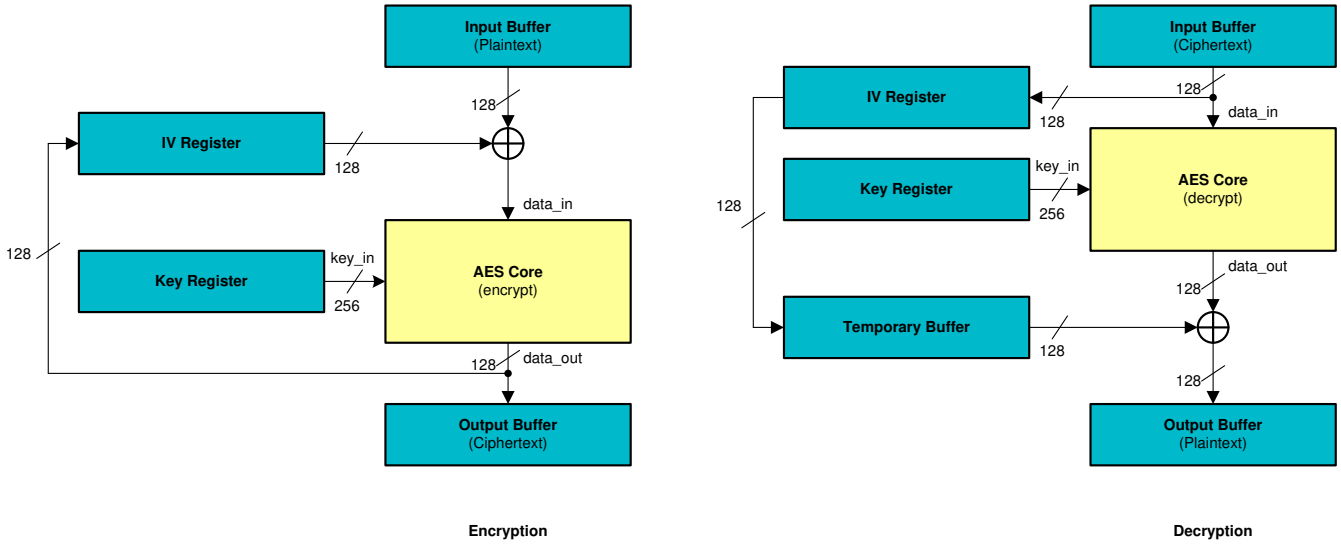 Input Buffer
(Plaintext)
128
IV Register
128
data_in
128
Key Register
key_in
256
AES Core
(encrypt)
128
data_out
Output Buffer
(Ciphertext)
Encryption
Input Buffer
(Ciphertext)
128
IV Register
128
data_in
Key Register
key_in
256
AES Core
(decrypt)
128
data_out
128
Temporary Buffer
128
128
Output Buffer
(Plaintext)
Decryption